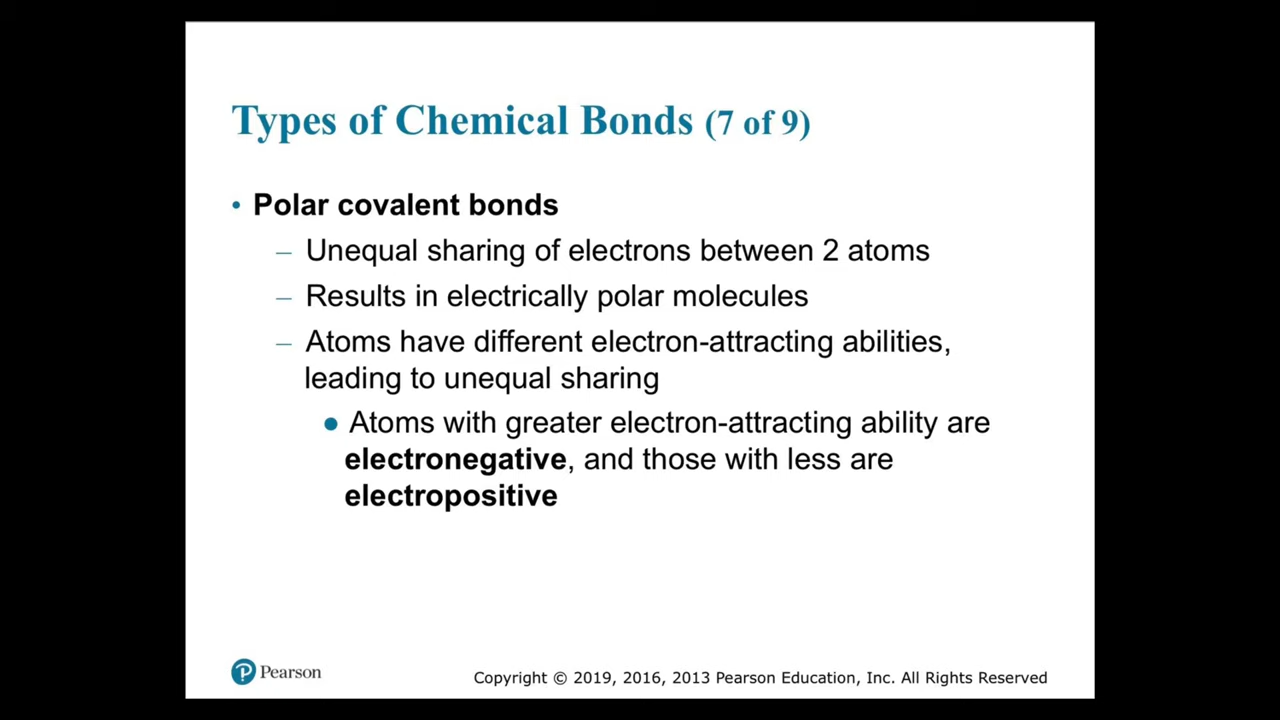 Types of Chemical Bonds (7 of 9)
• Polar covalent bonds
– Unequal sharing of electrons between 2 atoms
– Results in electrically polar molecules
– Atoms have different electron-attracting abilities,
leading to unequal sharing
● Atoms with greater electron-attracting ability are
electronegative, and those with less are
electropositive
Pearson
Copyright © 2019, 2016, 2013 Pearson Education, Inc. All Rights Reserved